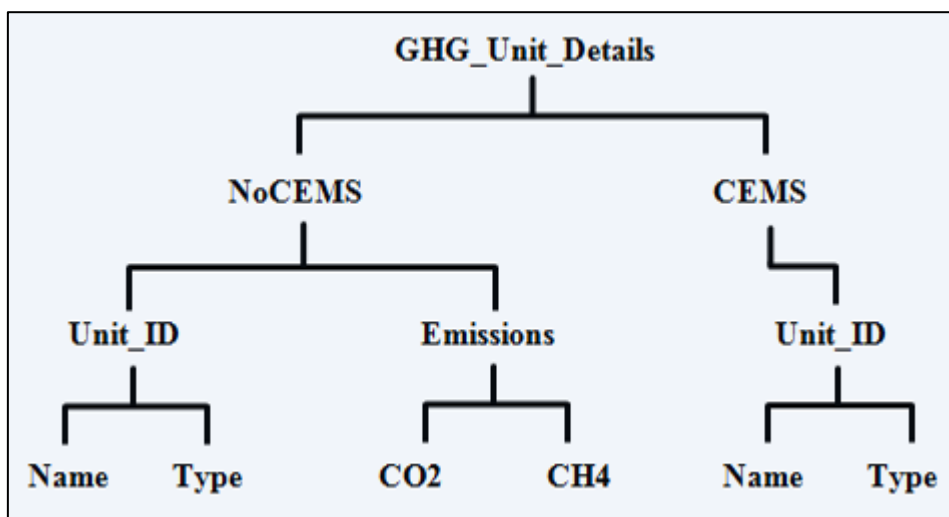 GHG_Unit_Details
NoCEMS CEMS
Unit_ID Emissions Unit_ID
Name Type CO2 CH4 Name Type